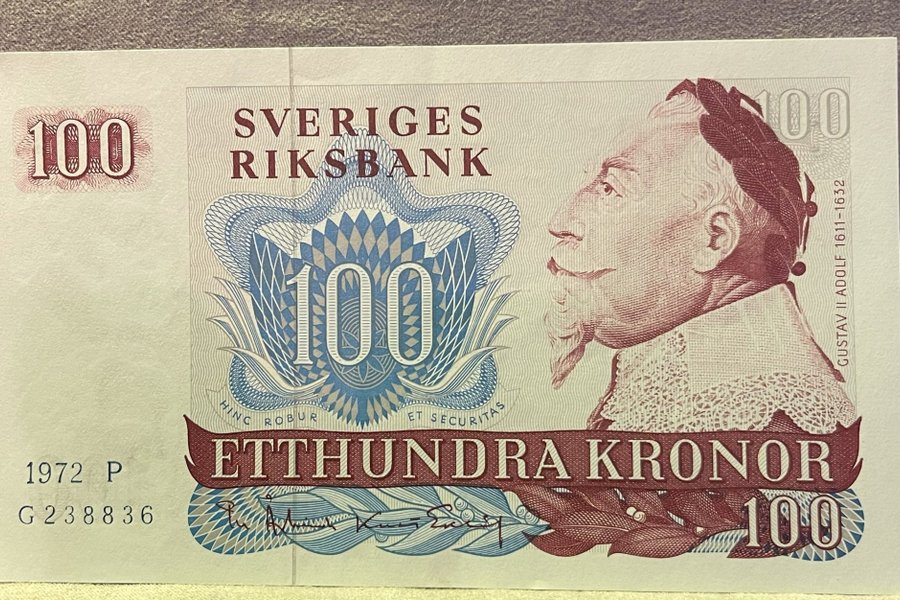 100
SVERIGES
RIKSBANK
100
100
GUSTAV II ADOLF 1611-1632
HINC ROBUR ET SECURITAS
ETTHUNDRA KRONOR
1972 P
G238836
100